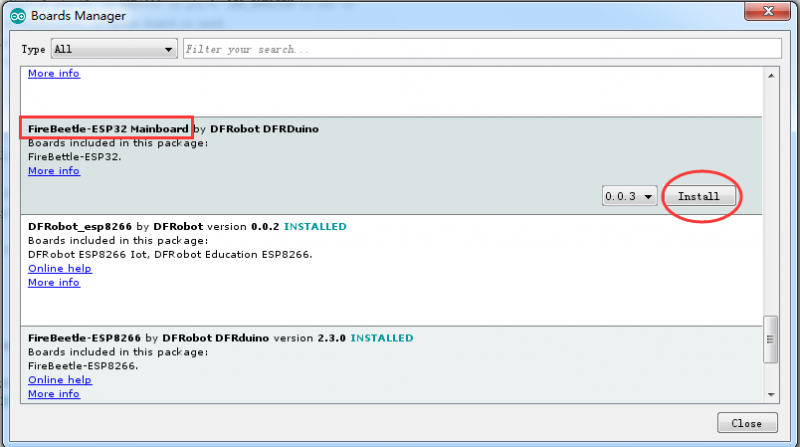 Boards Manager
Type All Filter your search...
More info
FireBeetle-ESP32 Mainboard by DFRobot DFRDuino
Boards included in this package:
FireBettle-ESP32.
More info
0.0.3 Install
DFRobot_esp8266 by DFRobot version 0.0.2 INSTALLED
Boards included in this package:
DFRobot ESP8266 Iot, DFRobot Education ESP8266.
Online help
More info
FireBeetle-ESP8266 by DFRobot DFRduino version 2.3.0 INSTALLED
Boards included in this package:
FireBeetle-ESP8266.
Online help
More info
Close